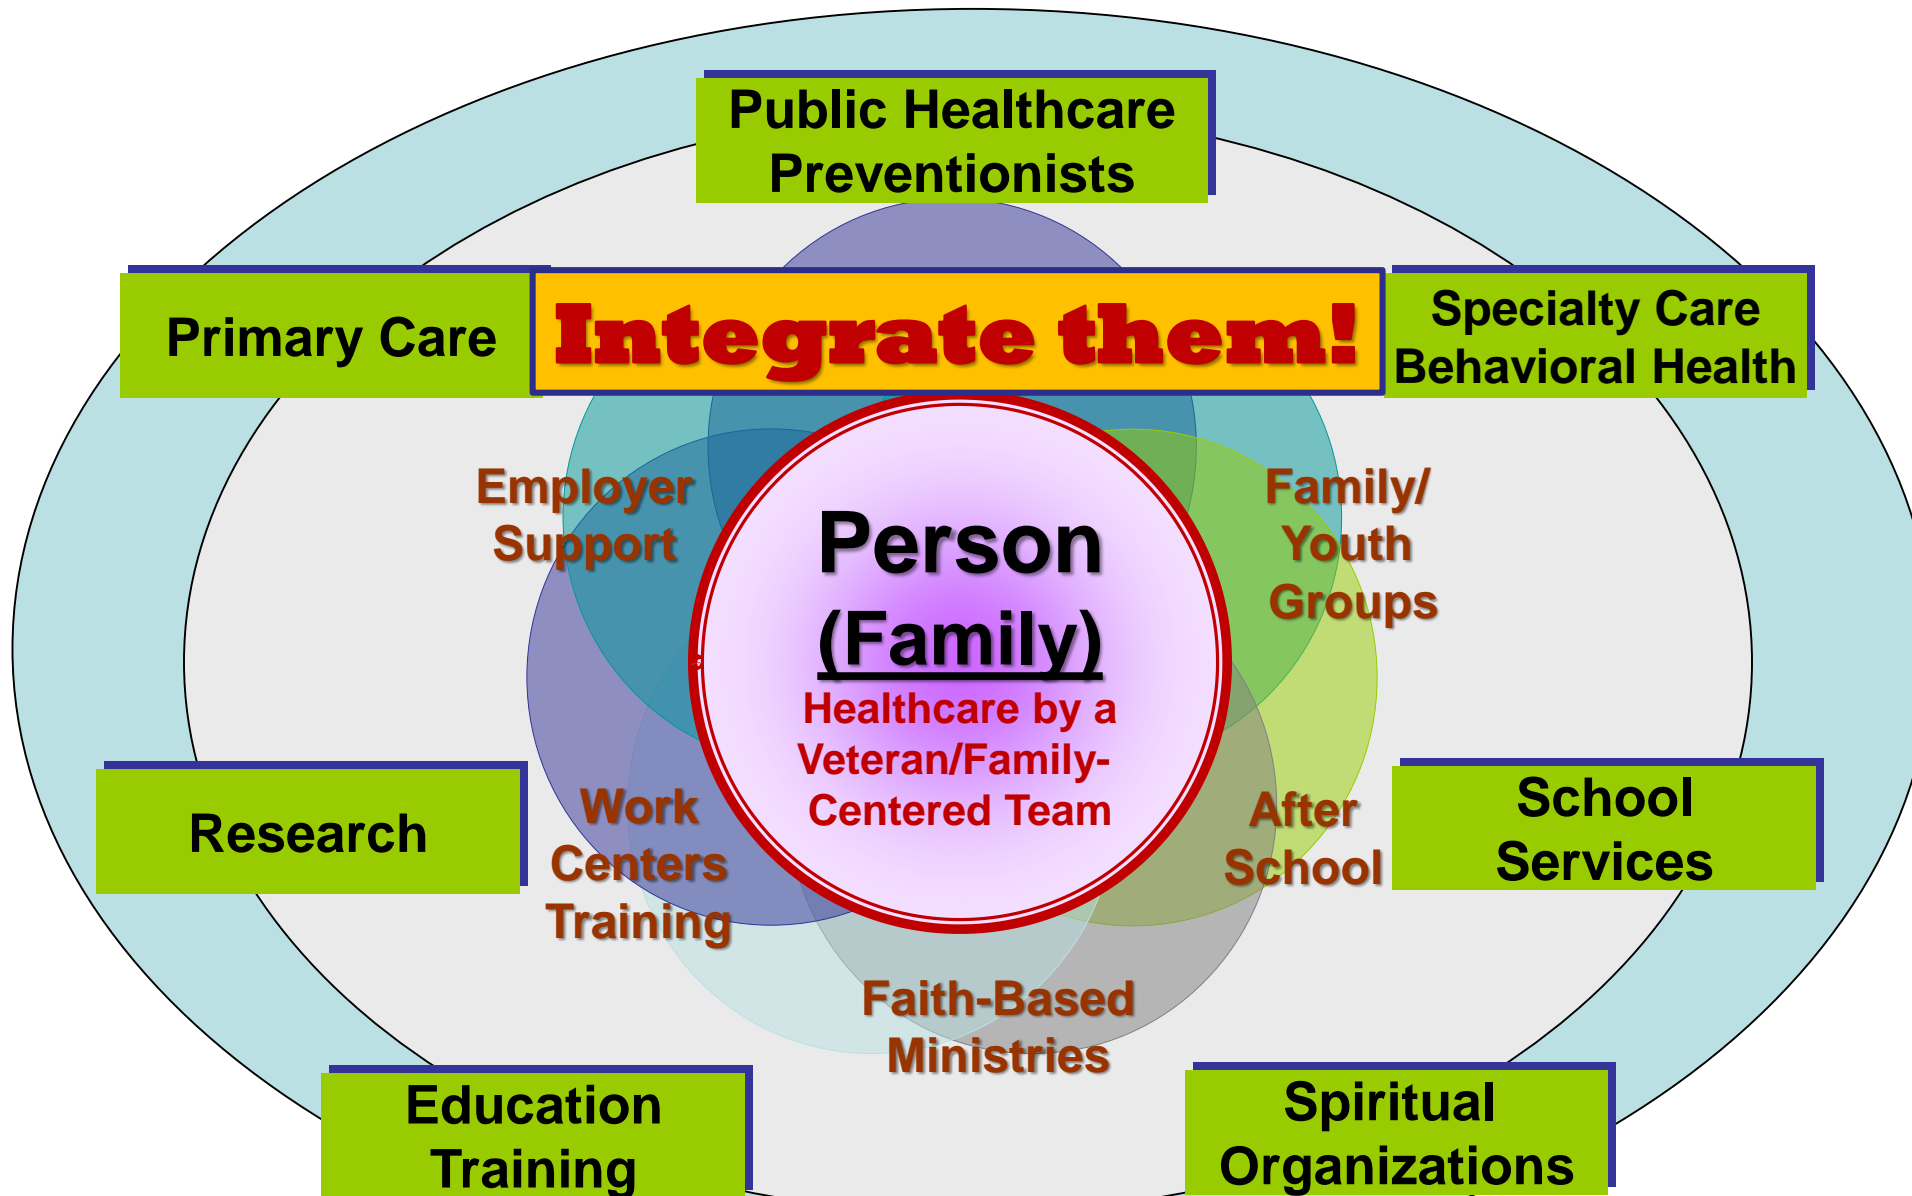 Public Healthcare
Preventionists
Primary Care
Integrate them!
Specialty Care
Behavioral Health
Employer
Support
Family/
Youth
Groups
Person
(Family)
Healthcare by a
Veteran/Family-
Centered Team
Research
Work
Centers
Training
After
School
School
Services
Faith-Based
Ministries
Education
Training
Spiritual
Organizations